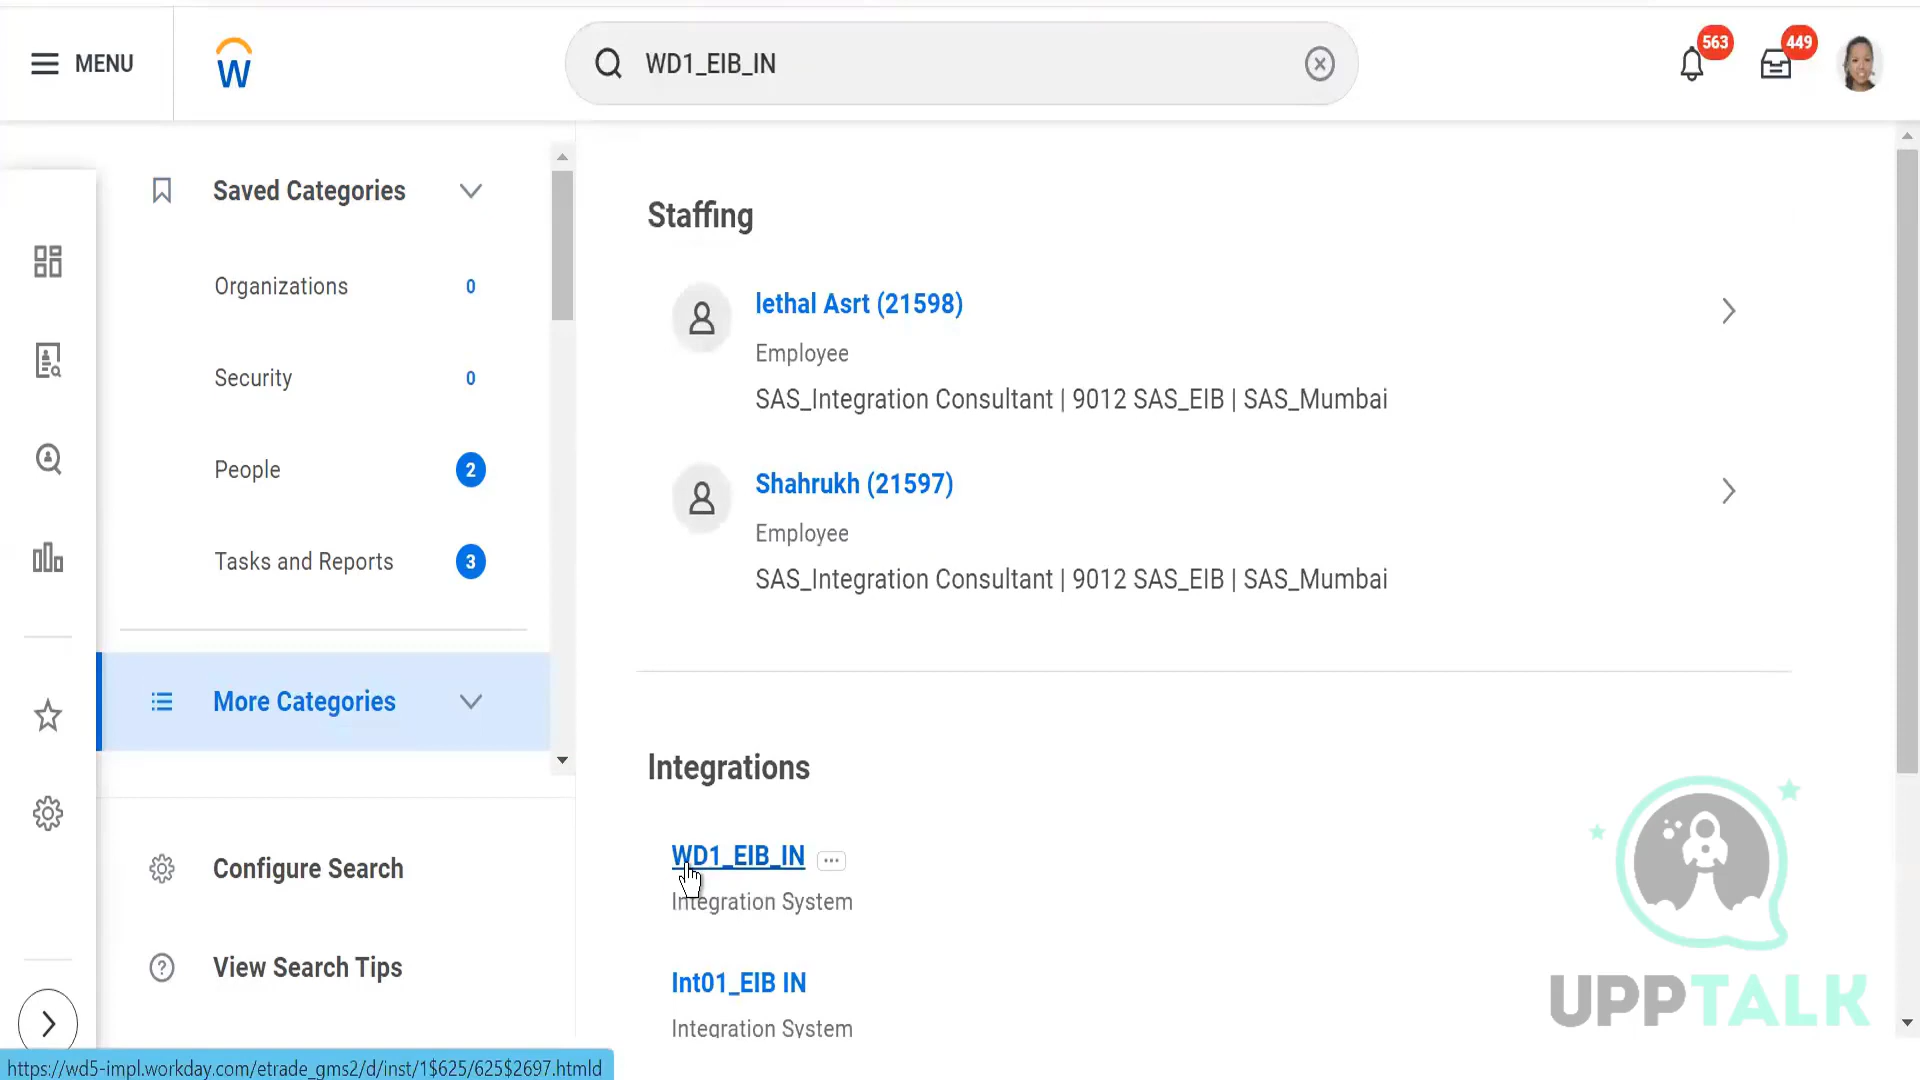 MENU
W
WD1_EIB_IN
563
449
Saved Categories
Organizations 0
Security 0
People 2
Tasks and Reports 3
More Categories
Configure Search
View Search Tips
Staffing
lethal Asrt (21598)
Employee
SAS_Integration Consultant | 9012 SAS_EIB | SAS_Mumbai
Shahrukh (21597)
Employee
SAS_Integration Consultant | 9012 SAS_EIB | SAS_Mumbai
Integrations
WD1_EIB_IN
Integration System
Int01_EIB IN
Integration System
UPPTALK
https://wd5-impl.workday.com/etrade_gms2/d/inst/1$625/625$2697.htmld